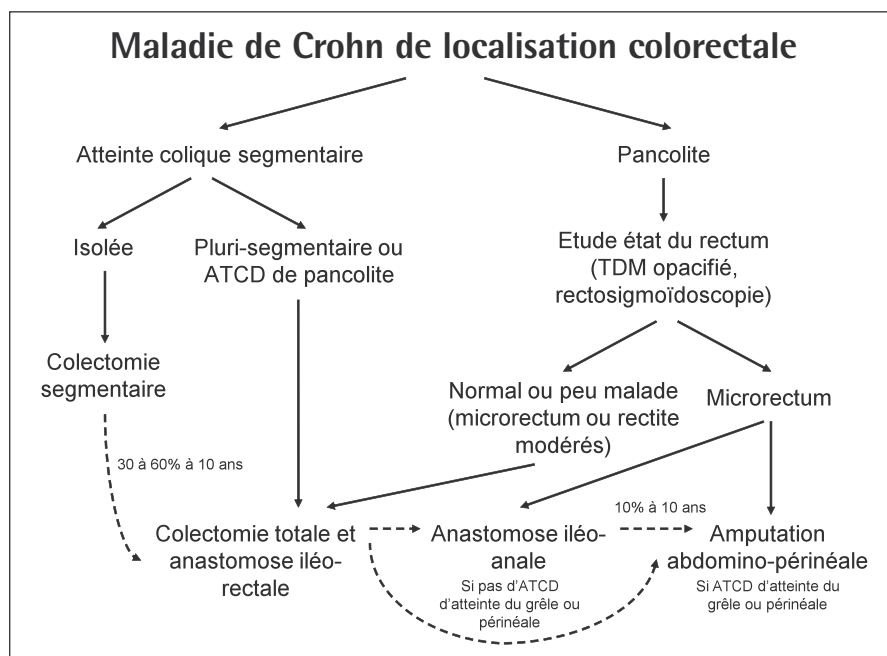 Maladie de Crohn de localisation colorectale
Atteinte colique segmentaire
Pancolite
Isolée
Pluri-segmentaire ou
ATCD de pancolite
Etude état du rectum
(TDM opacifié,
rectosigmoïdoscopie)
Colectomie
segmentaire
Normal ou peu malade
(microrectum ou rectite
modérés)
Microrectum
30 à 60% à 10 ans
10% à 10 ans
Colectomie totale et
anastomose iléo-
rectale
Anastomose iléo-
anale
Si pas d'ATCD
d'atteinte du grêle ou
périnéale
Amputation
abdomino-périnéale
Si ATCD d'atteinte du
grêle ou périnéale